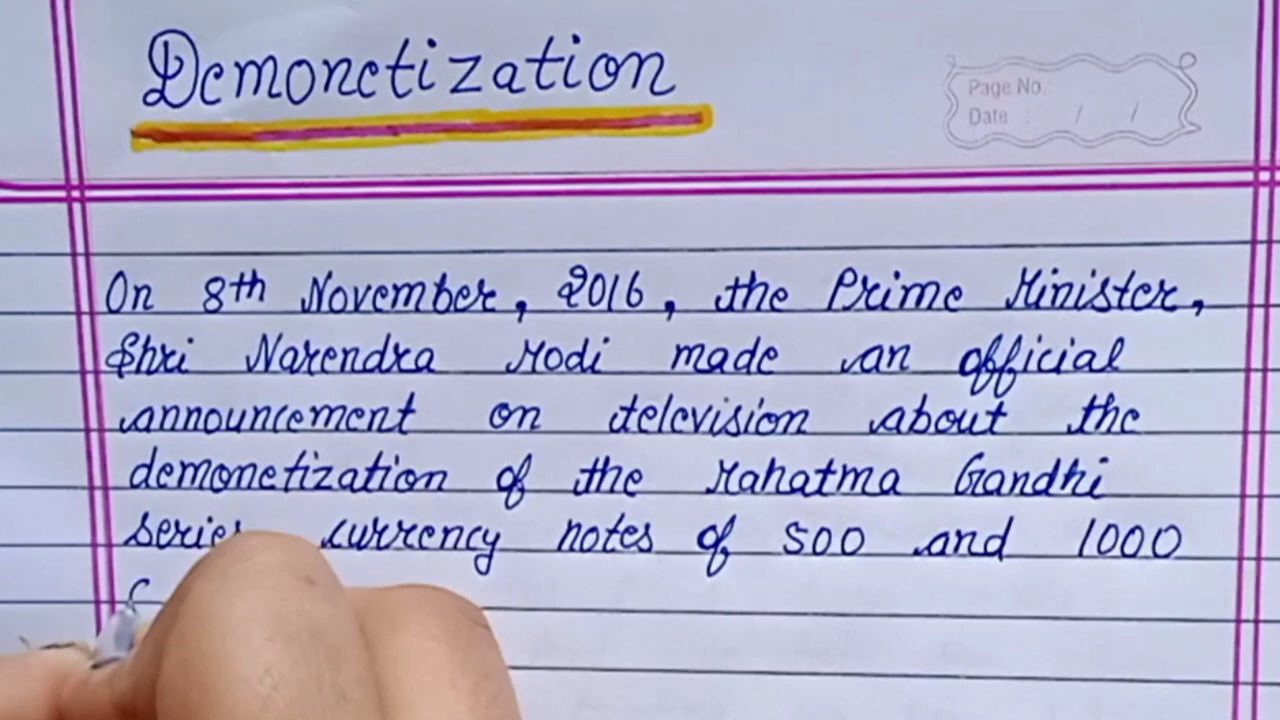 Demonetization
Page No.:
Date : / /
On 8th November, 2016, the Prime Minister,
Shri Narendra Modi made an official
announcement on television about the
demonetization of the Mahatma Gandhi
series currency notes of 500 and 1000